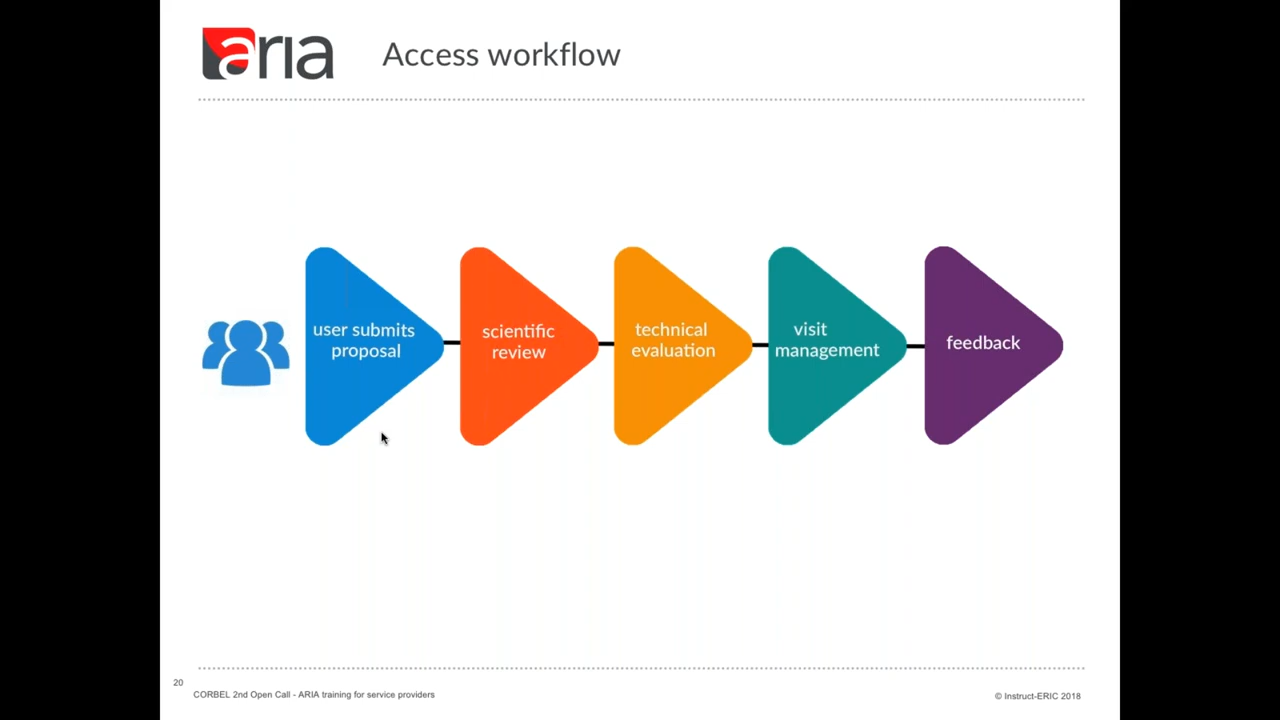 aria
Access workflow
user submits
proposal
scientific
review
technical
evaluation
visit
management
feedback
20
CORBEL 2nd Open Call - ARIA training for service providers
© Instruct-ERIC 2018